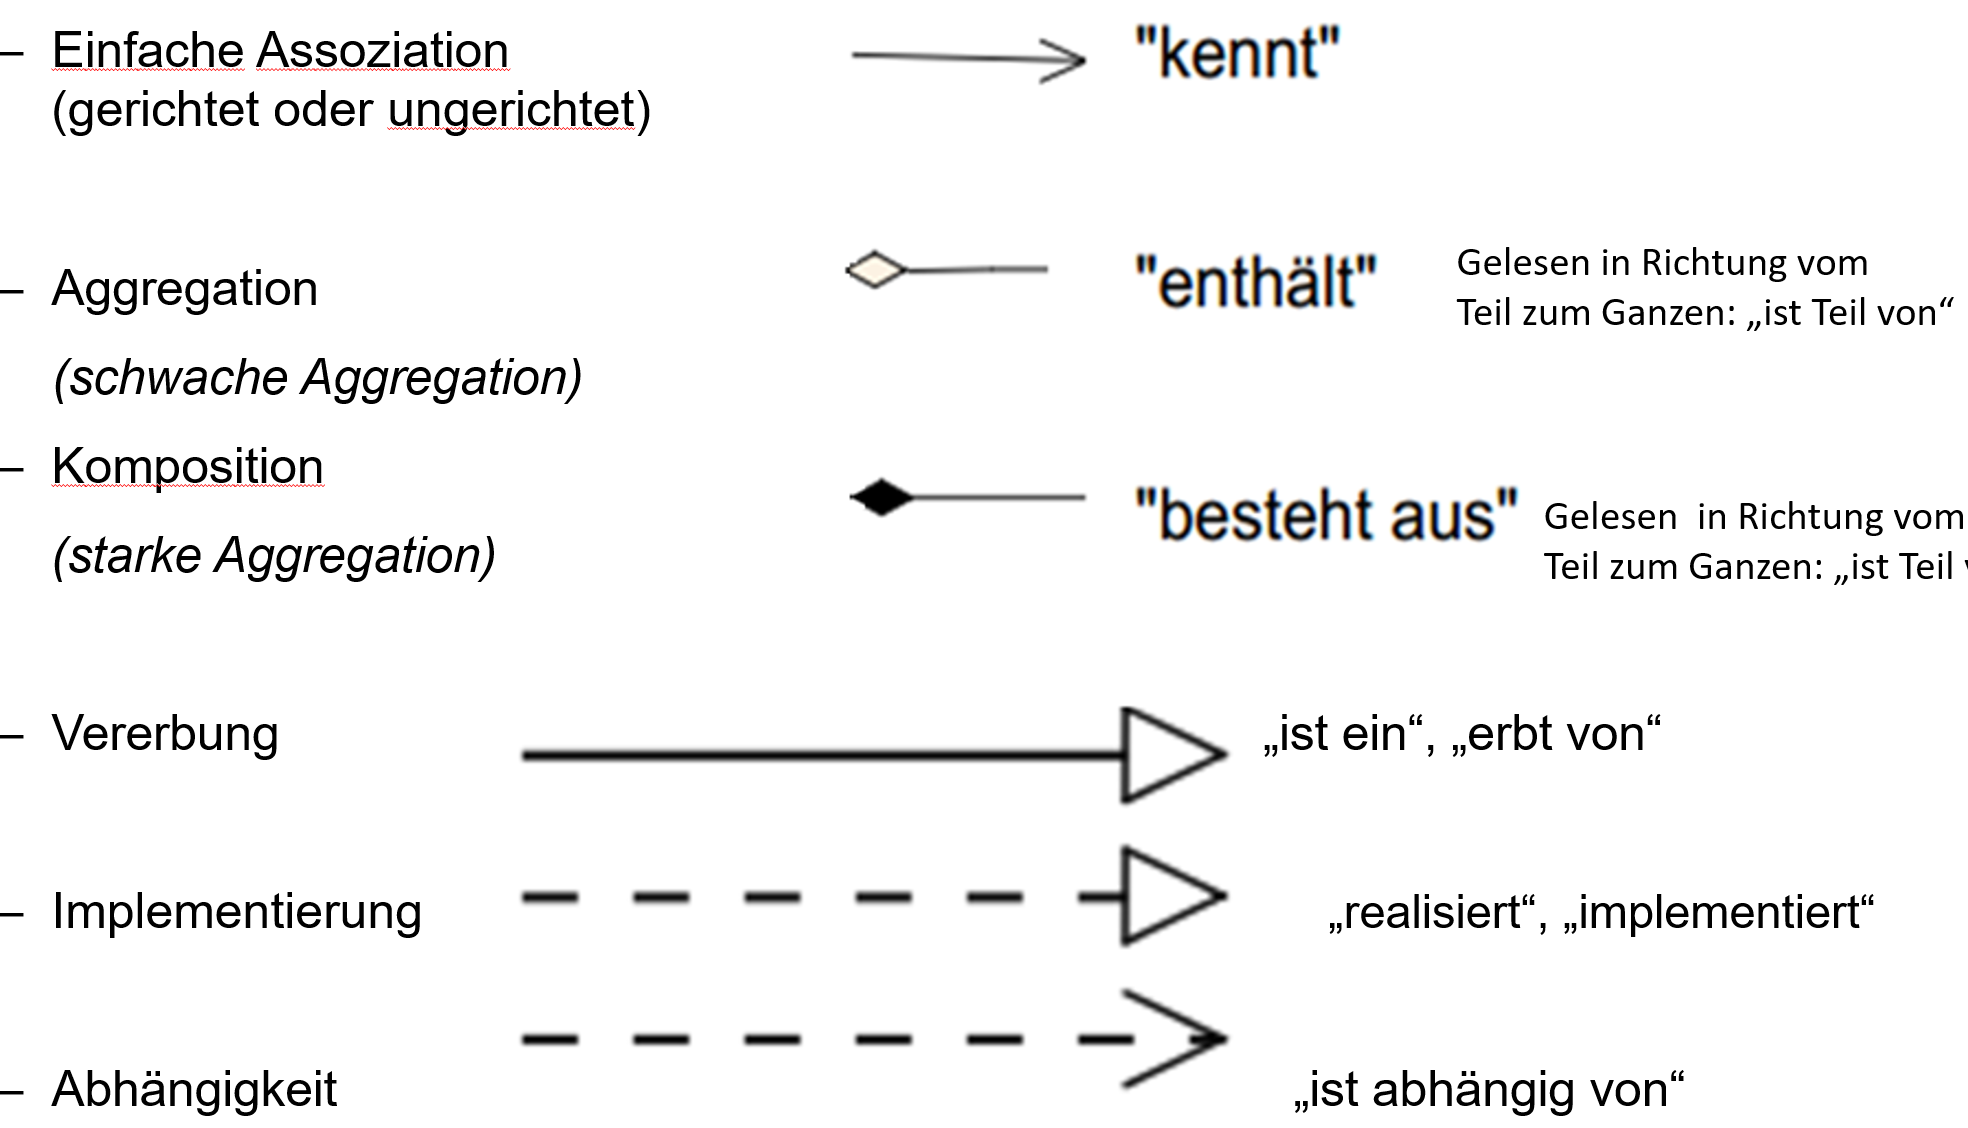 – Einfache Assoziation "kennt"
(gerichtet oder ungerichtet)
– Aggregation "enthält" Gelesen in Richtung vom
Teil zum Ganzen: „ist Teil von“
(schwache Aggregation)
– Komposition "besteht aus" Gelesen in Richtung vom
(starke Aggregation) Teil zum Ganzen: „ist Teil
– Vererbung „ist ein“, „erbt von“
– Implementierung „realisiert“, „implementiert“
– Abhängigkeit „ist abhängig von“